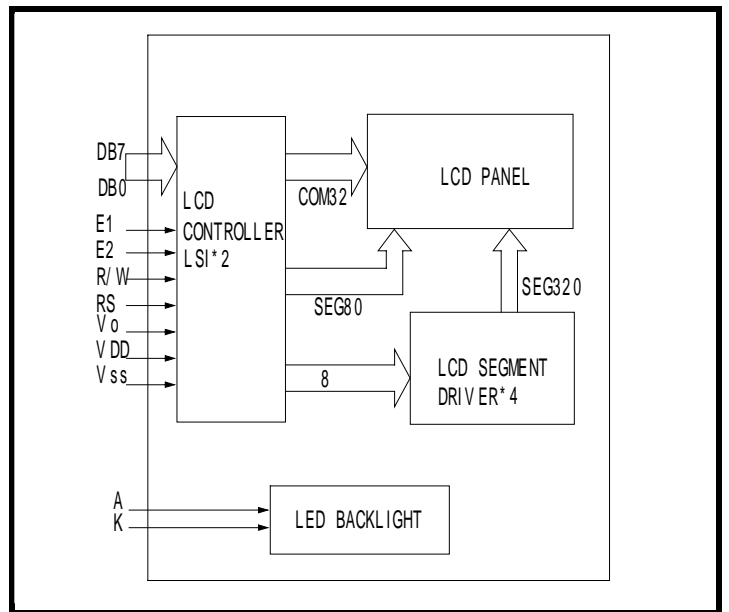 DB7
DB0
E1
E2
R/W
RS
Vo
VDD
Vss
LCD
CONTROLLER
LSI*2
COM32
SEG80
8
LCD PANEL
SEG320
LCD SEGMENT
DRIVER*4
A
K
LED BACKLIGHT